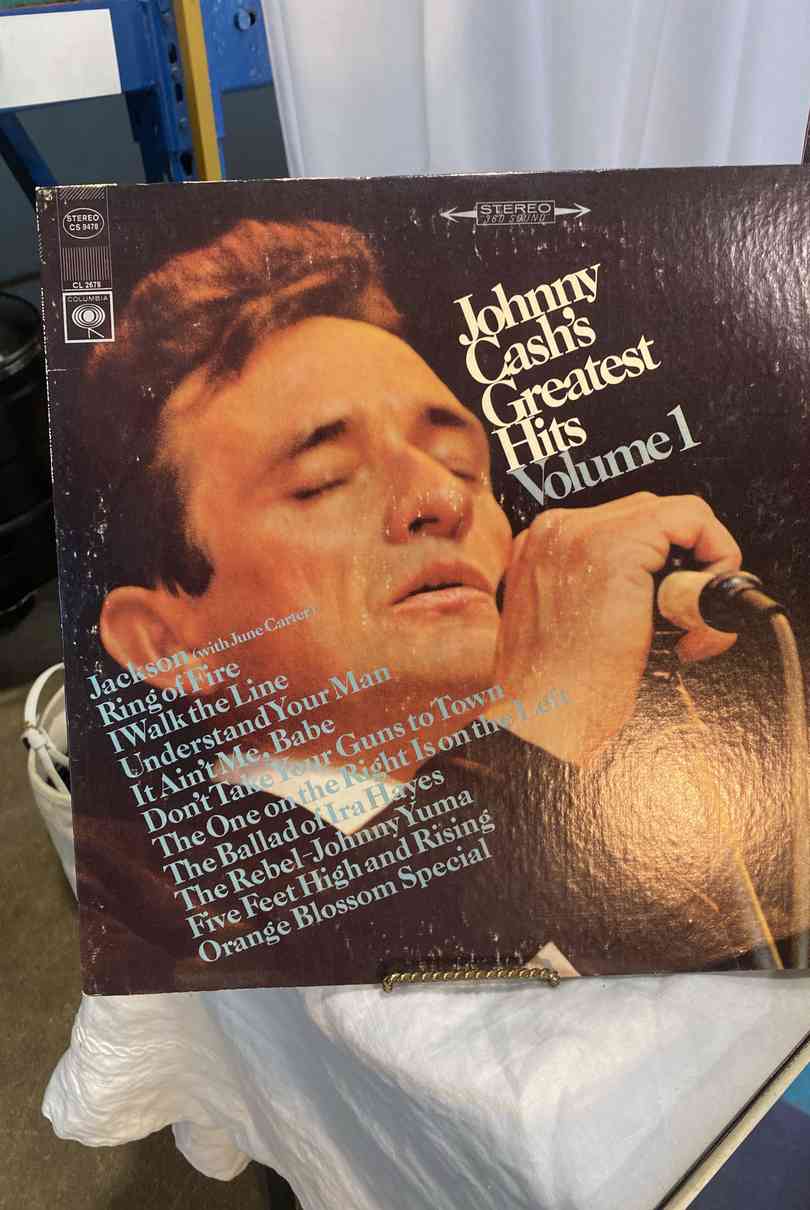 STEREO
CS 9478
CL 2678
COLUMBIA
STEREO
360 SOUND
Johnny
Cash's
Greatest
Hits
Volume 1
Jackson (with June Carter)
Ring of Fire
I Walk the Line
Understand Your Man
It Ain't Me, Babe
Don't Take Your Guns to Town
The One on the Right Is on the Left
The Ballad of Ira Hayes
The Rebel-Johnny Yuma
Five Feet High and Rising
Orange Blossom Special